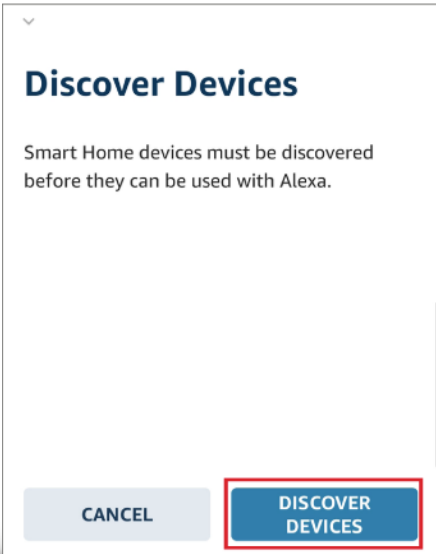 Discover Devices
Smart Home devices must be discovered
before they can be used with Alexa.
CANCEL
DISCOVER
DEVICES